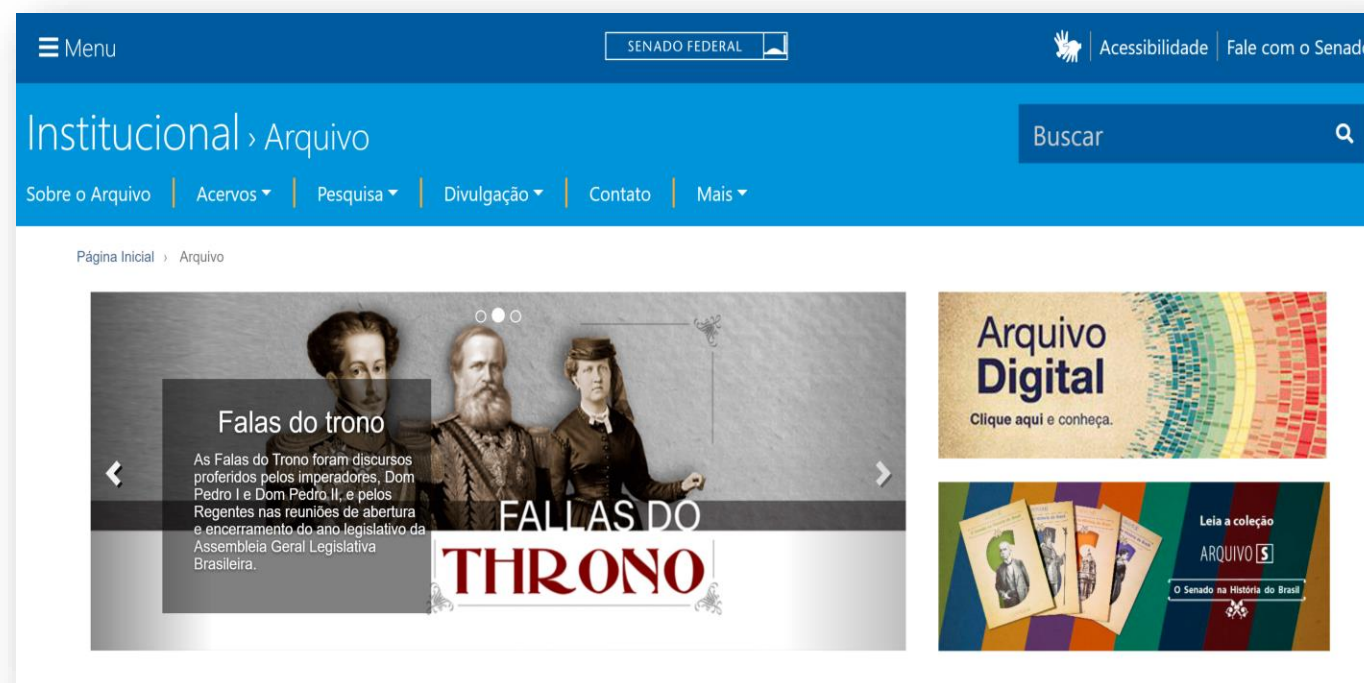 Menu
SENADO FEDERAL
Acessibilidade
Fale com o Senado
Institucional › Arquivo
Buscar
Sobre o Arquivo
Acervos
Pesquisa
Divulgação
Contato
Mais
Página Inicial › Arquivo
Falas do trono
As Falas do Trono foram discursos
proferidos pelos imperadores, Dom
Pedro I e Dom Pedro II, e pelos
Regentes nas reuniões de abertura
e encerramento do ano legislativo da
Assembleia Geral Legislativa
Brasileira.
FALLAS DO
THRONO
Arquivo
Digital
Clique aqui e conheça.
Leia a coleção
ARQUIVO S
O Senado na História do Brasil